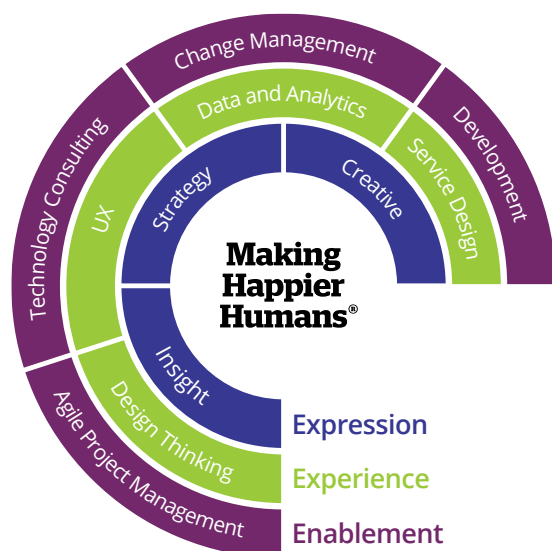 Change Management
Data and Analytics
Development
Technology Consulting
Service Design
UX
Strategy
Creative
Making
Happier
Humans®
Insight
Design Thinking
Agile Project Management
Expression
Experience
Enablement